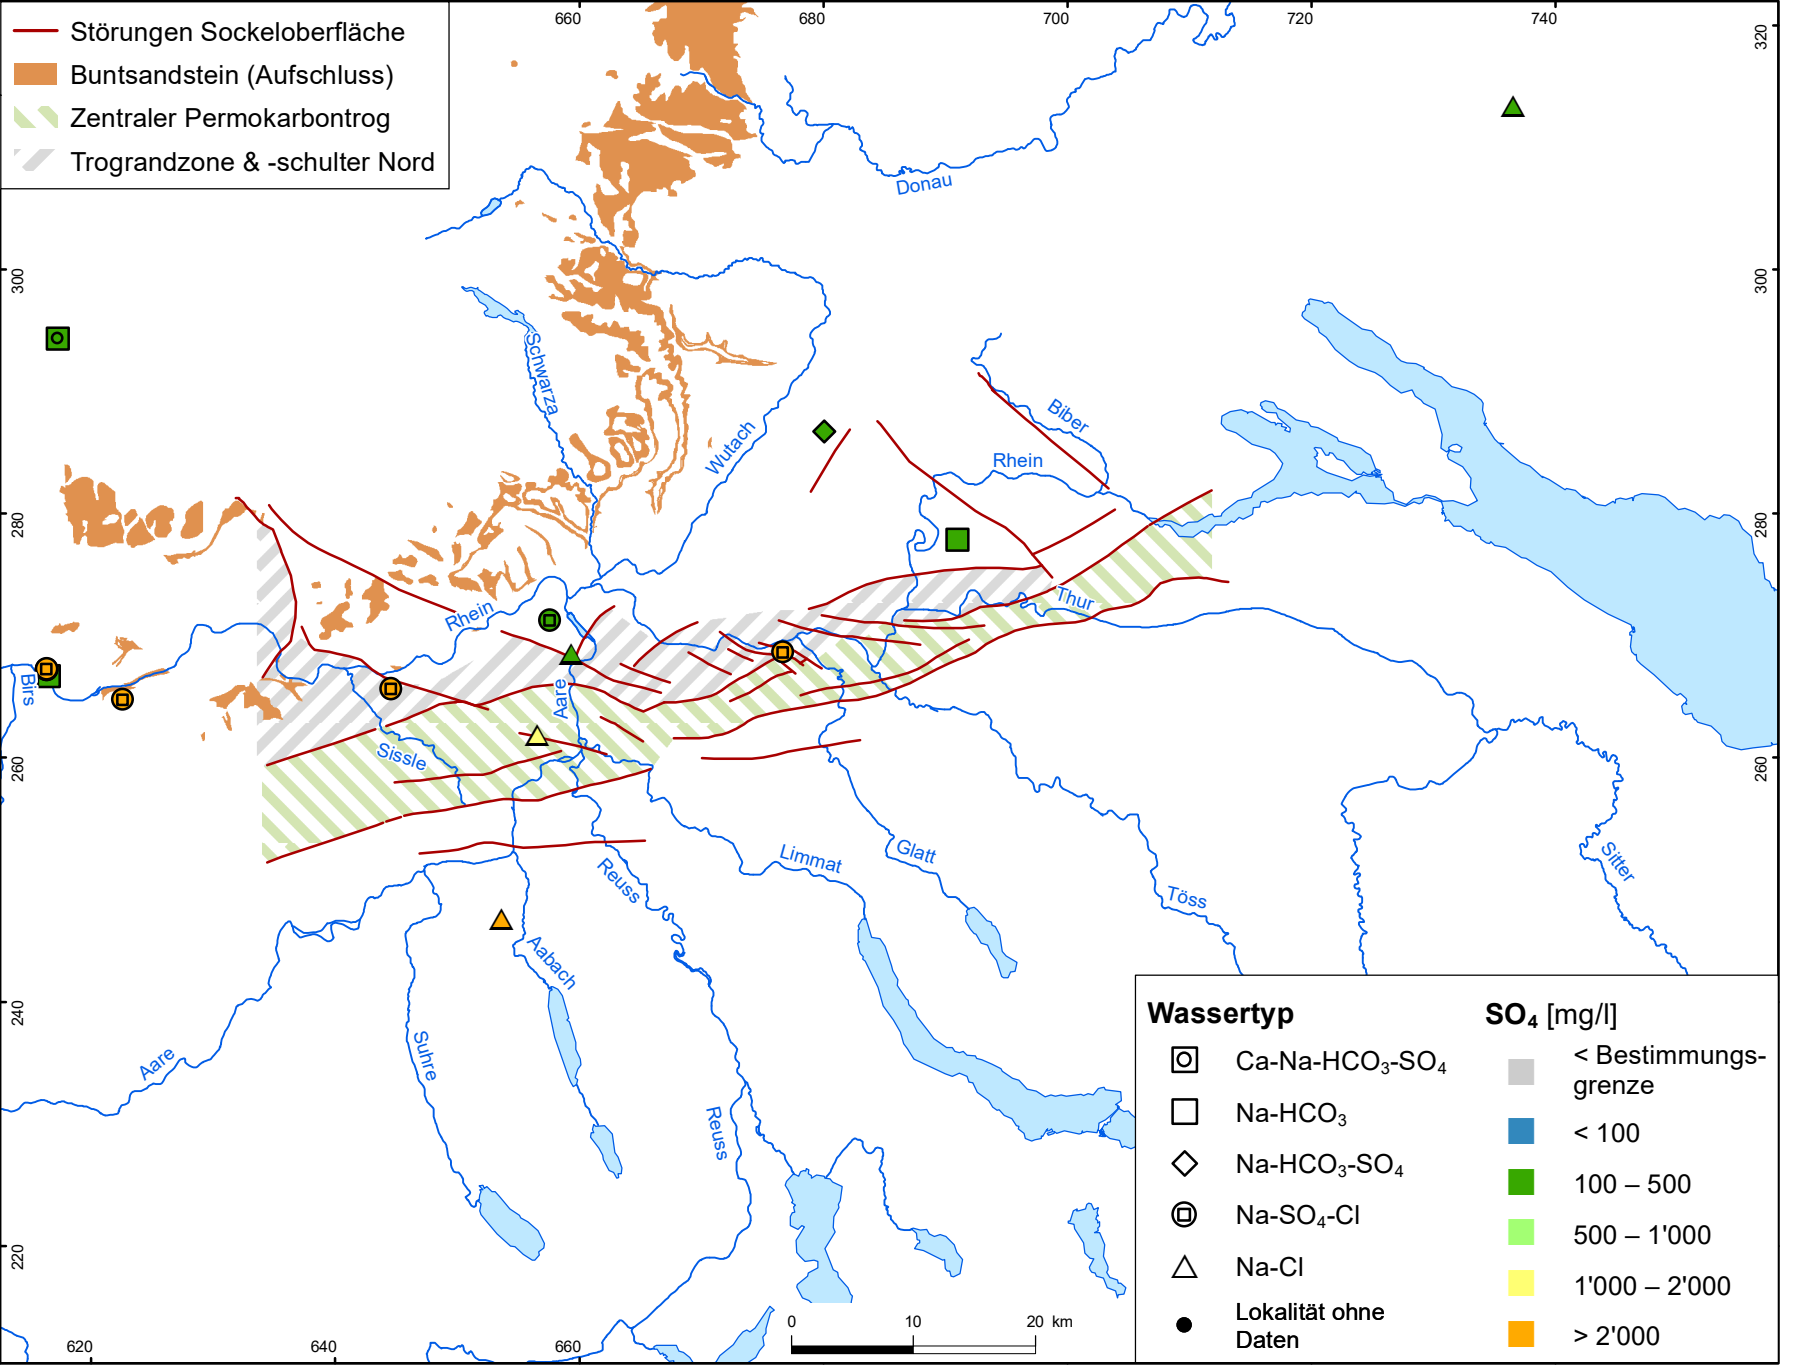 660
680
700
720
740
320
Störungen Sockeloberfläche
Buntsandstein (Aufschluss)
Zentraler Permokarbontrog
Trograndzone & -schulter Nord
Donau
300
300
Schwarza
Wutach
Biber
Rhein
280
280
Rhein
Thur
Birs
Aare
Sissle
260
260
Limmat
Glatt
Reuss
Töss
Sitter
Aabach
240
Aare
Suhre
Reuss
220
620
640
660
0 10 20 km
Wassertyp
Ca-Na-HCO₃-SO₄
Na-HCO₃
Na-HCO₃-SO₄
Na-SO₄-Cl
Na-Cl
Lokalität ohne
Daten
SO₄ [mg/l]
< Bestimmungs-
grenze
< 100
100 – 500
500 – 1'000
1'000 – 2'000
> 2'000